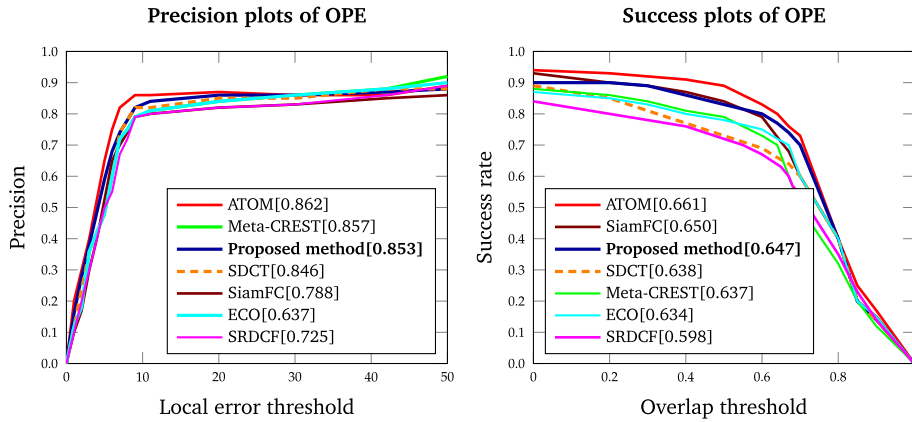 Precision plots of OPE
1.0
0.9
0.8
0.7
0.6
0.5
0.4
0.3
0.2
0.1
0.0
Precision
ATOM[0.862]
Meta-CREST[0.857]
Proposed method[0.853]
SDCT[0.846]
SiamFC[0.788]
ECO[0.637]
SRDCF[0.725]
0 10 20 30 40 50
Local error threshold
Success plots of OPE
1.0
0.9
0.8
0.7
0.6
0.5
0.4
0.3
0.2
0.1
0.0
Success rate
ATOM[0.661]
SiamFC[0.650]
Proposed method[0.647]
SDCT[0.638]
Meta-CREST[0.637]
ECO[0.634]
SRDCF[0.598]
0 0.2 0.4 0.6 0.8
Overlap threshold